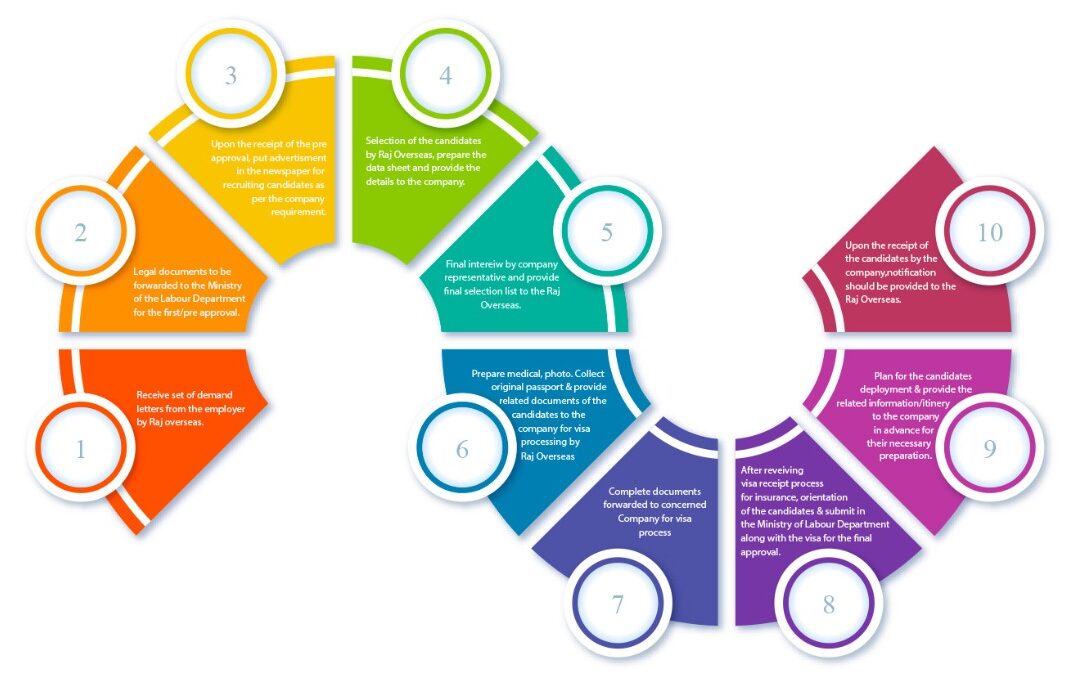 1
Receive set of demand
letters from the employer
by Raj overseas.
2
Legal documents to be
forwarded to the Ministry
of the Labour Department
for the first/pre approval.
3
Upon the receipt of the pre
approval, put advertisment
in the newspaper for
recruiting candidates as
per the company
requirement.
4
Selection of the candidates
by Raj Overseas, prepare the
data sheet and provide the
details to the company.
5
Final intereiw by company
representative and provide
final selection list to the Raj
Overseas.
6
Prepare medical, photo. Collect
original passport & provide
related documents of the
candidates to the
company for visa
processing by
Raj Overseas
7
Complete documents
forwarded to concerned
Company for visa
process
8
After reveiving
visa receipt process
for insurance, orientation
of the candidates & submit in
the Ministry of Labour Department
along with the visa for the final
approval.
9
Plan for the candidates
deployment & provide the
related information/itinery
to the company
in advance for
their necessary
preparation.
10
Upon the receipt of
the candidates by the
company,notification
should be provided to the
Raj Overseas.